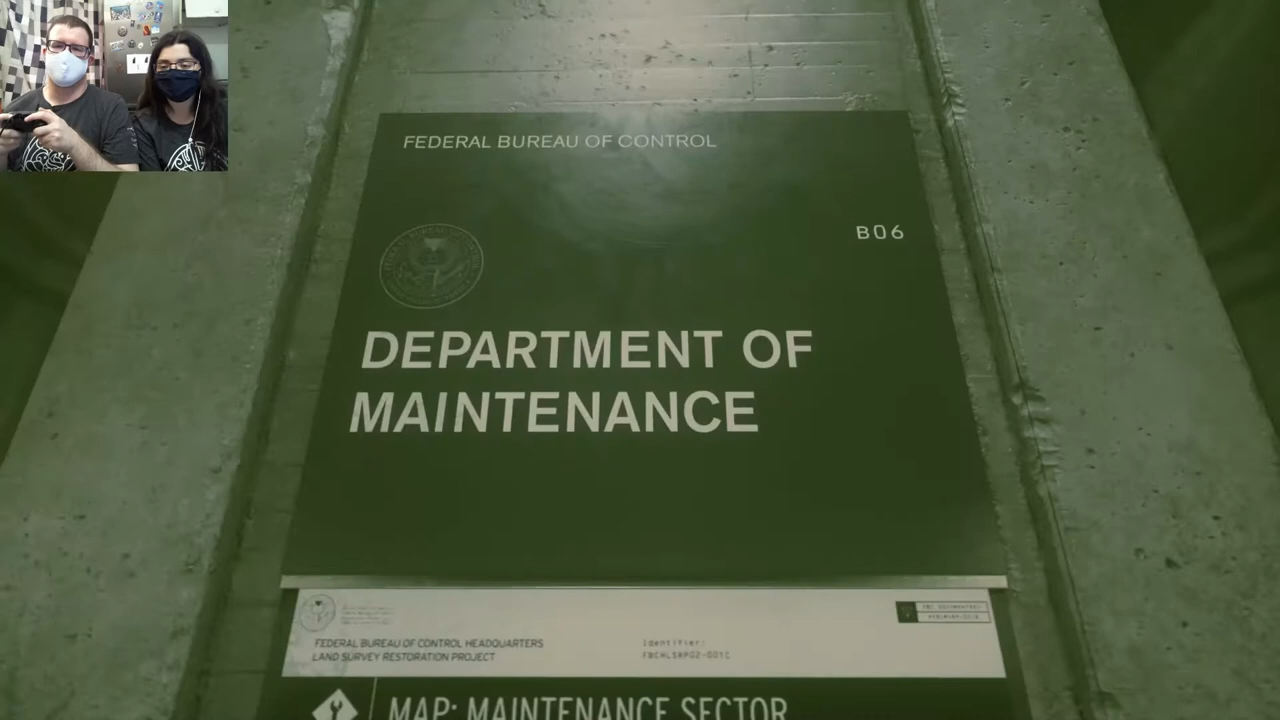 FEDERAL BUREAU OF CONTROL
B06
DEPARTMENT OF
MAINTENANCE
FEDERAL BUREAU OF CONTROL HEADQUARTERS
LAND SURVEY RESTORATION PROJECT
Identifier:
MAP: MAINTENANCE SECTOR